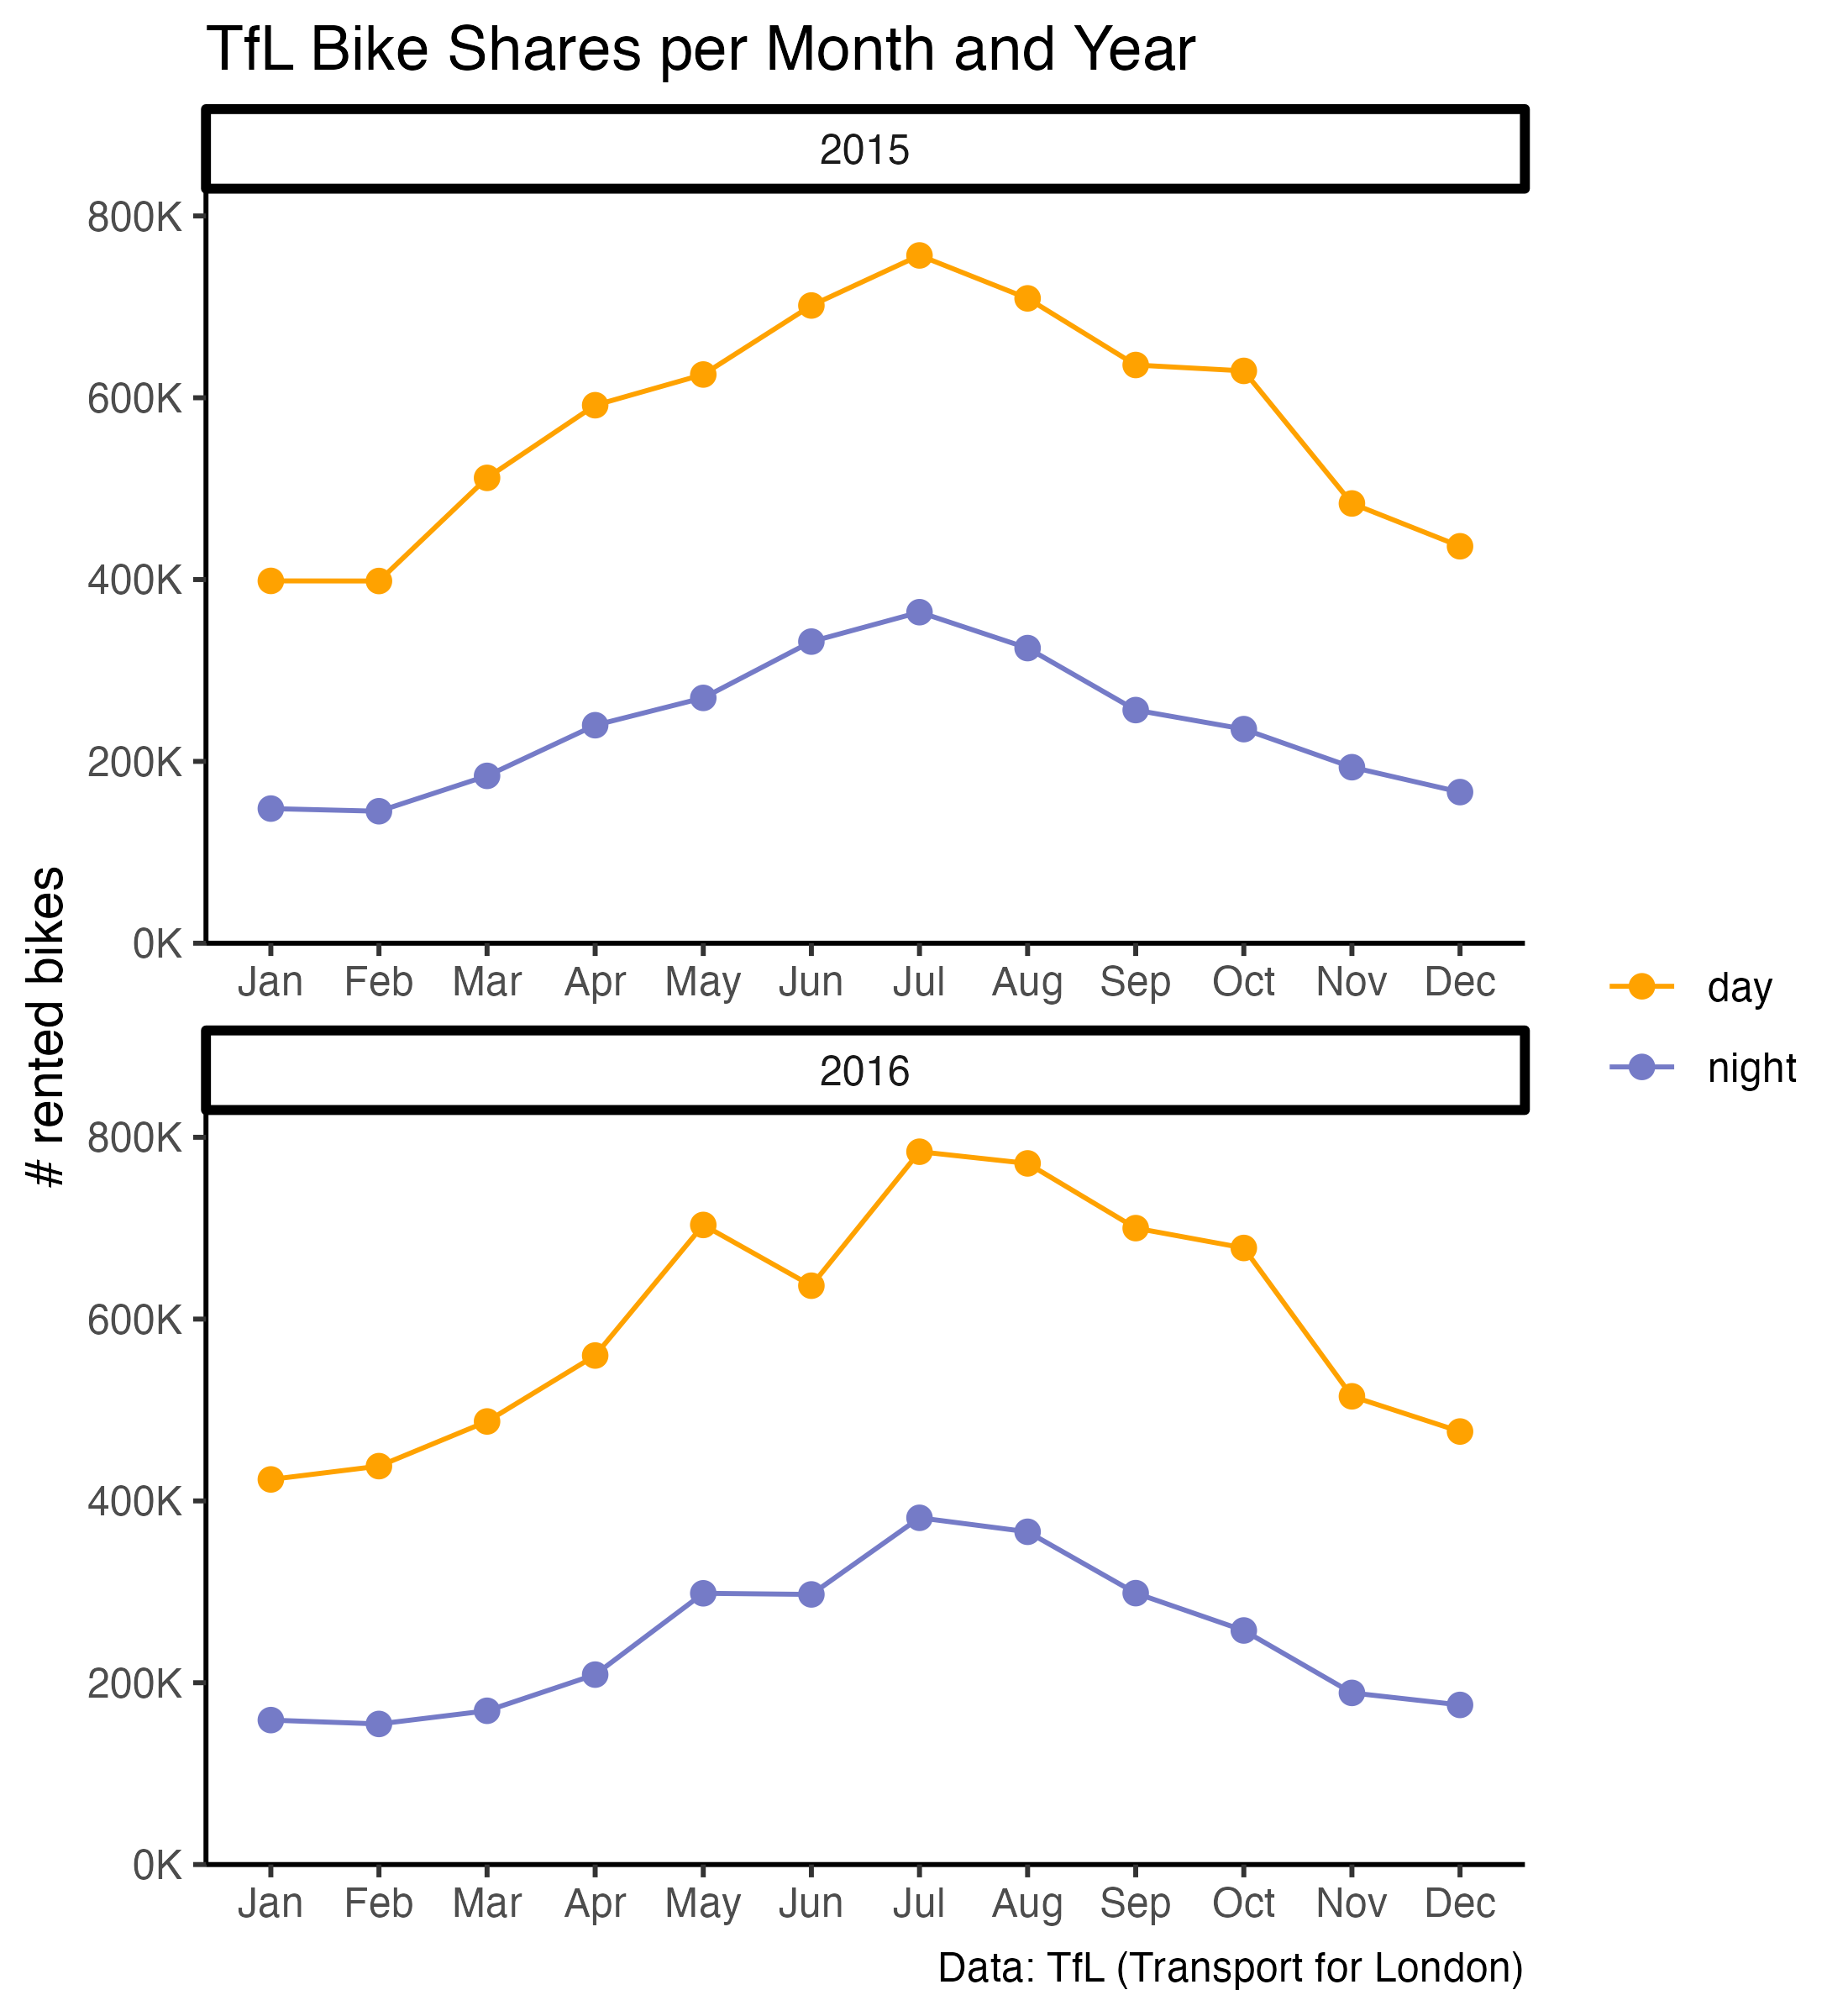 TfL Bike Shares per Month and Year
2015
800K
600K
400K
200K
0K
Jan Feb Mar Apr May Jun Jul Aug Sep Oct Nov Dec
# rented bikes
day
night
2016
800K
600K
400K
200K
0K
Jan Feb Mar Apr May Jun Jul Aug Sep Oct Nov Dec
Data: TfL (Transport for London)